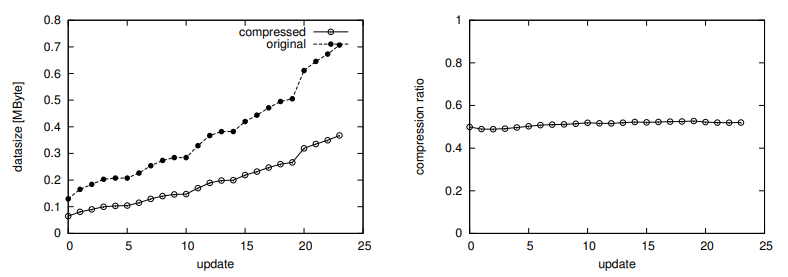 compressed
original
datasize [MByte]
0.8
0.7
0.6
0.5
0.4
0.3
0.2
0.1
0
0 5 10 15 20 25
update
compression ratio
1
0.8
0.6
0.4
0.2
0
0 5 10 15 20 25
update